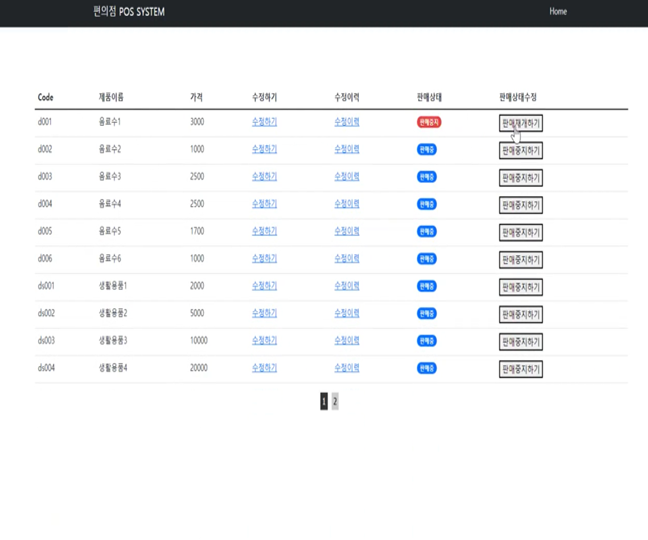 편의점 POS SYSTEM Home
Code 제품이름 가격 수정하기 수정이력 판매상태 판매상태수정
d001 음료수1 3000 수정하기 수정이력 판매중지 판매재개하기
d002 음료수2 1000 수정하기 수정이력 판매중 판매중지하기
d003 음료수3 2500 수정하기 수정이력 판매중 판매중지하기
d004 음료수4 2500 수정하기 수정이력 판매중 판매중지하기
d005 음료수5 1700 수정하기 수정이력 판매중 판매중지하기
d006 음료수6 1000 수정하기 수정이력 판매중 판매중지하기
ds001 생활용품1 2000 수정하기 수정이력 판매중 판매중지하기
ds002 생활용품2 5000 수정하기 수정이력 판매중 판매중지하기
ds003 생활용품3 10000 수정하기 수정이력 판매중 판매중지하기
ds004 생활용품4 20000 수정하기 수정이력 판매중 판매중지하기
1 2